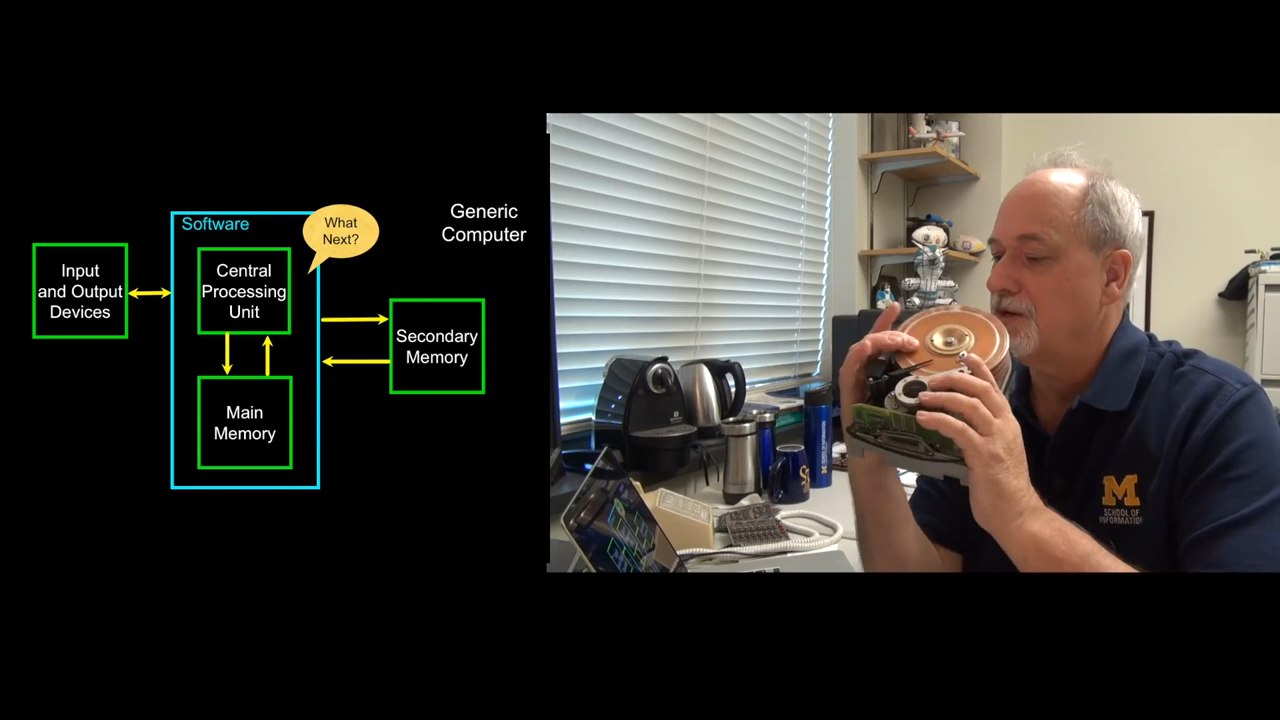 Generic
Computer
Software
What
Next?
Input
and Output
Devices
Central
Processing
Unit
Secondary
Memory
Main
Memory
M
SCHOOL OF
INFORMATION